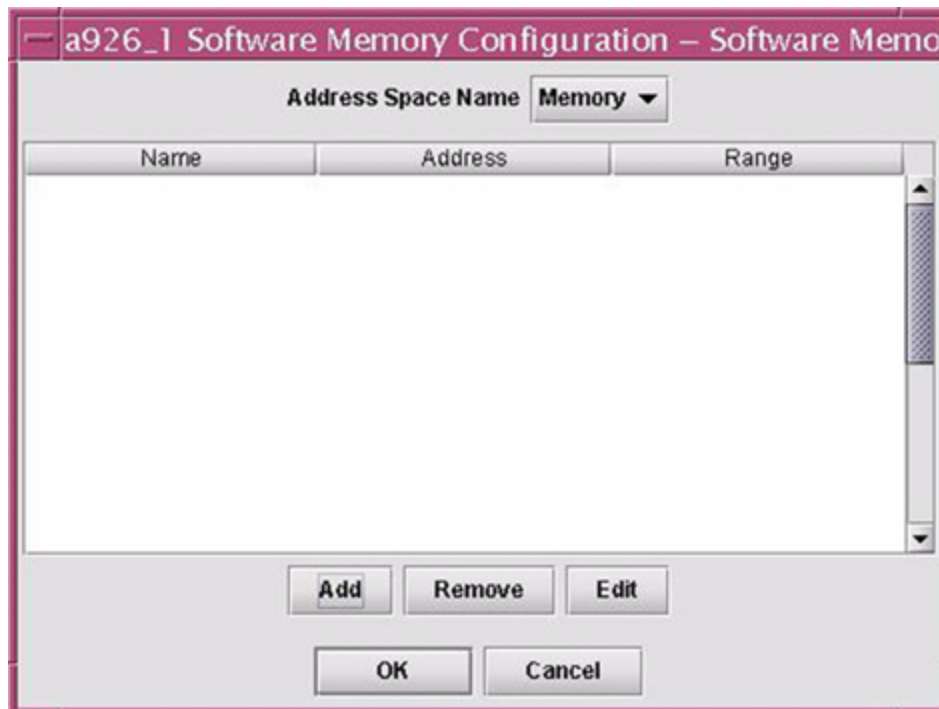 a926_1 Software Memory Configuration – Software Memo
Address Space Name Memory
Name Address Range
Add Remove Edit
OK Cancel